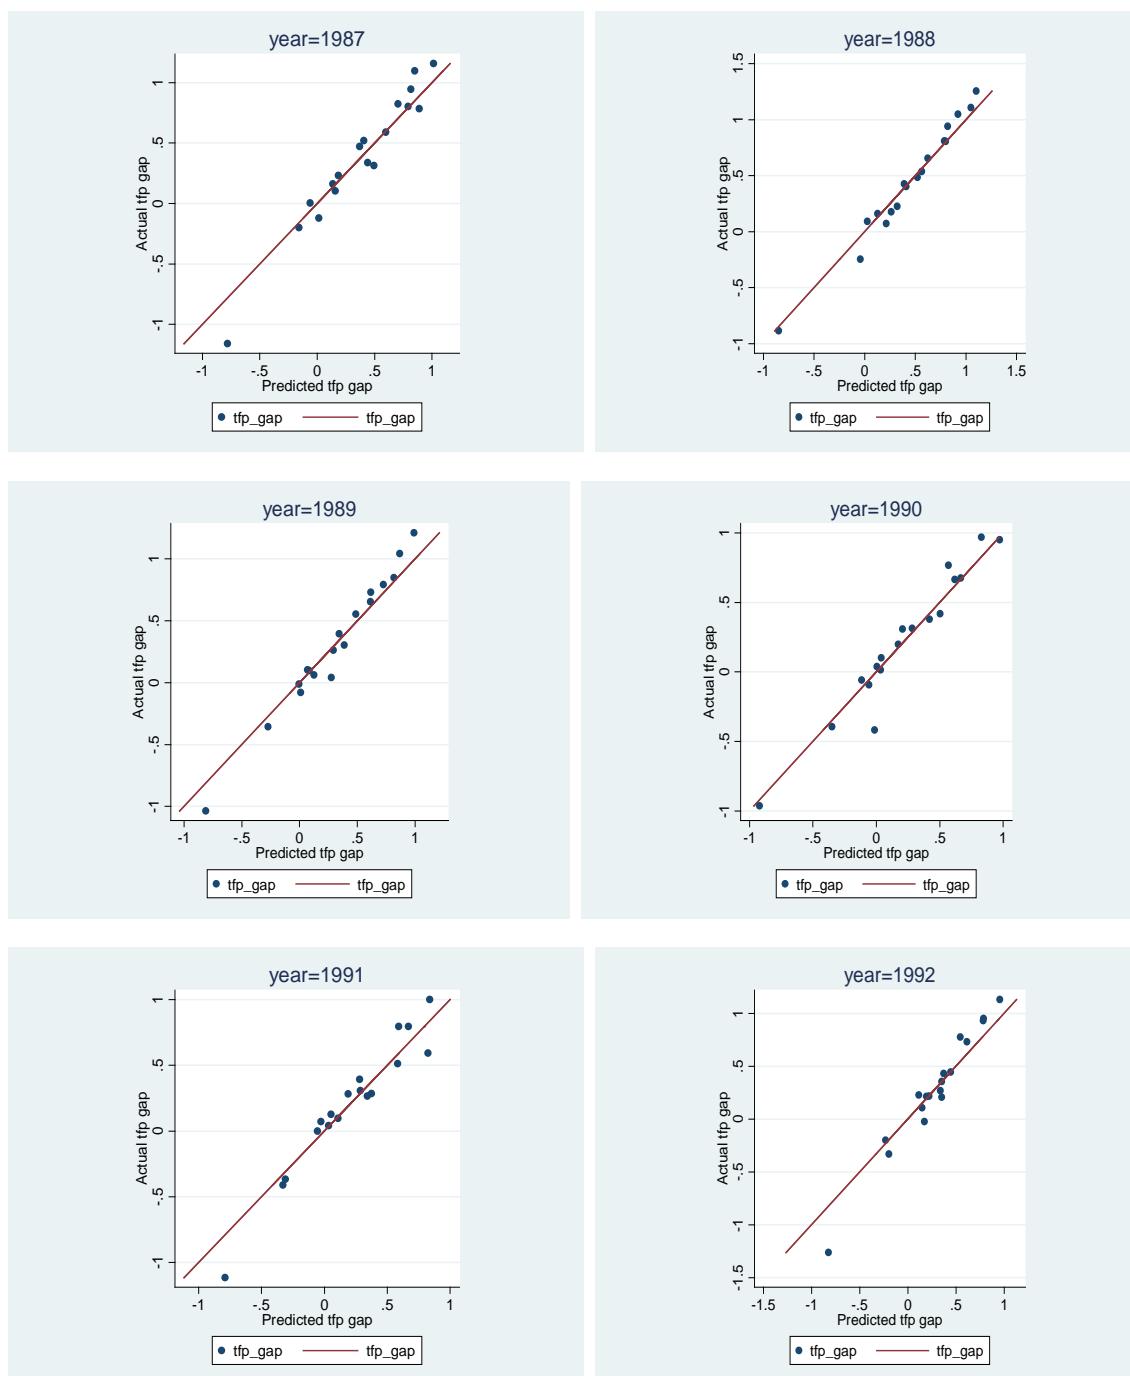 year=1987
Actual tfp gap
1
.5
0
-.5
-1
-1 -.5 0 .5 1
Predicted tfp gap
tfp_gap tfp_gap
year=1988
Actual tfp gap
1.5
1
.5
0
-.5
-1
-1 -.5 0 .5 1 1.5
Predicted tfp gap
tfp_gap tfp_gap
year=1989
Actual tfp gap
1
.5
0
-.5
-1
-1 -.5 0 .5 1
Predicted tfp gap
tfp_gap tfp_gap
year=1990
Actual tfp gap
1
.5
0
-.5
-1
-1 -.5 0 .5 1
Predicted tfp gap
tfp_gap tfp_gap
year=1991
Actual tfp gap
1
.5
0
-.5
-1
-1 -.5 0 .5 1
Predicted tfp gap
tfp_gap tfp_gap
year=1992
Actual tfp gap
1
.5
0
-.5
-1
-1.5
-1.5 -1 -.5 0 .5 1
Predicted tfp gap
tfp_gap tfp_gap